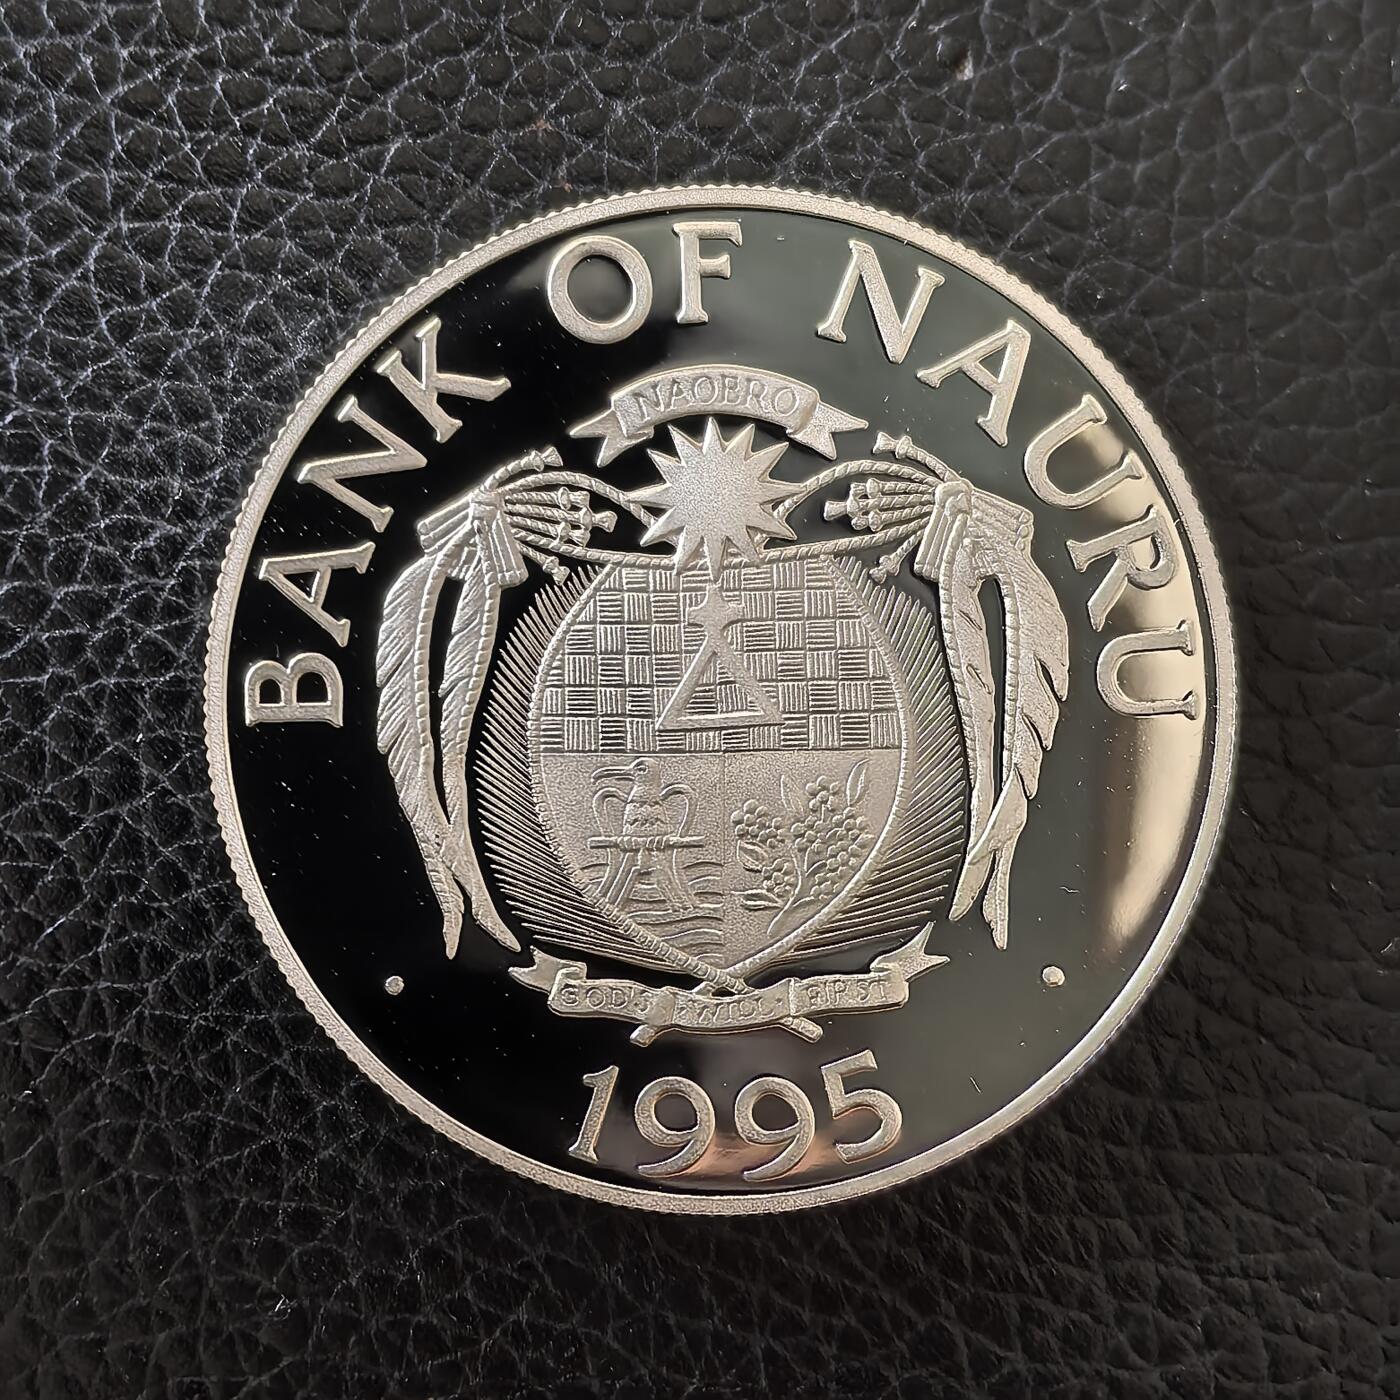 BANK OF NAURU
NAOERO
GOD'S WILL FIRST
1995